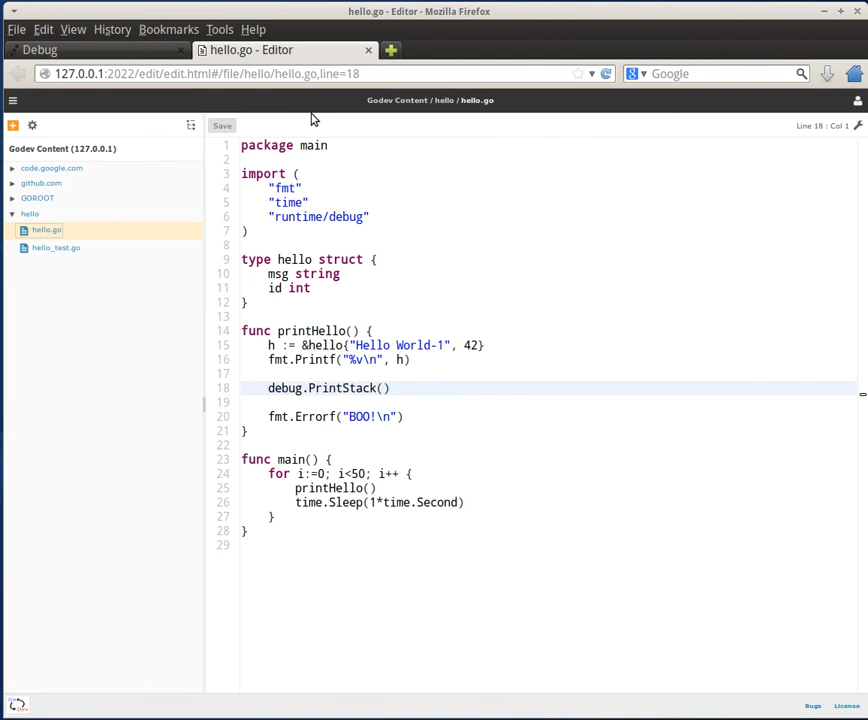 hello.go - Editor - Mozilla Firefox
File Edit View History Bookmarks Tools Help
Debug
hello.go - Editor
127.0.0.1:2022/edit/edit.html#/file/hello/hello.go,line=18
Google
Godev Content / hello / hello.go
Save
Line 18 : Col 1
Godev Content (127.0.0.1)
code.google.com
github.com
GOROOT
hello
hello.go
hello_test.go
1 package main
2
3 import (
4 "fmt"
5 "time"
6 "runtime/debug"
7 )
8
9 type hello struct {
10 msg string
11 id int
12 }
13
14 func printHello() {
15 h := &hello{"Hello World-1", 42}
16 fmt.Printf("%v\n", h)
17
18 debug.PrintStack()
19
20 fmt.Errorf("BOO!\n")
21 }
22
23 func main() {
24 for i:=0; i<50; i++ {
25 printHello()
26 time.Sleep(1*time.Second)
27 }
28 }
29
Go Dev
Bugs License